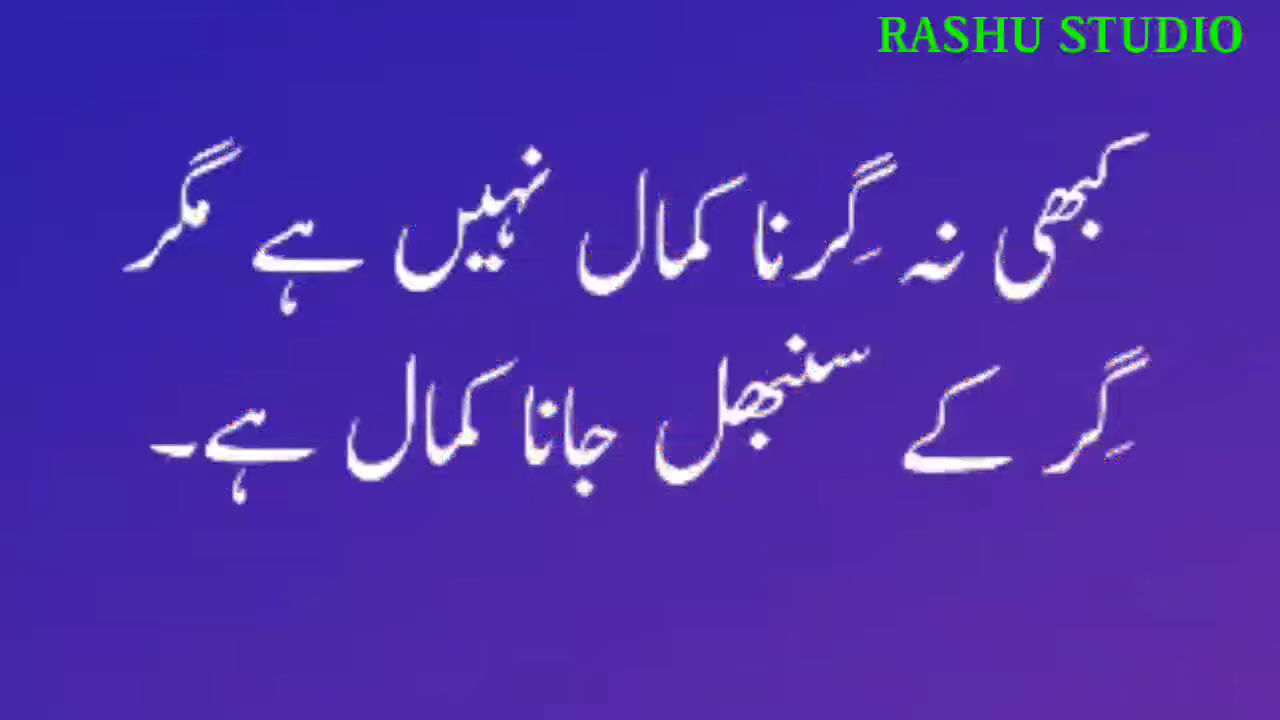 RASHU STUDIO
کبھی نہ گِرنا کمال نہیں ہے مگر
گِر کے سنبھل جانا کمال ہے۔